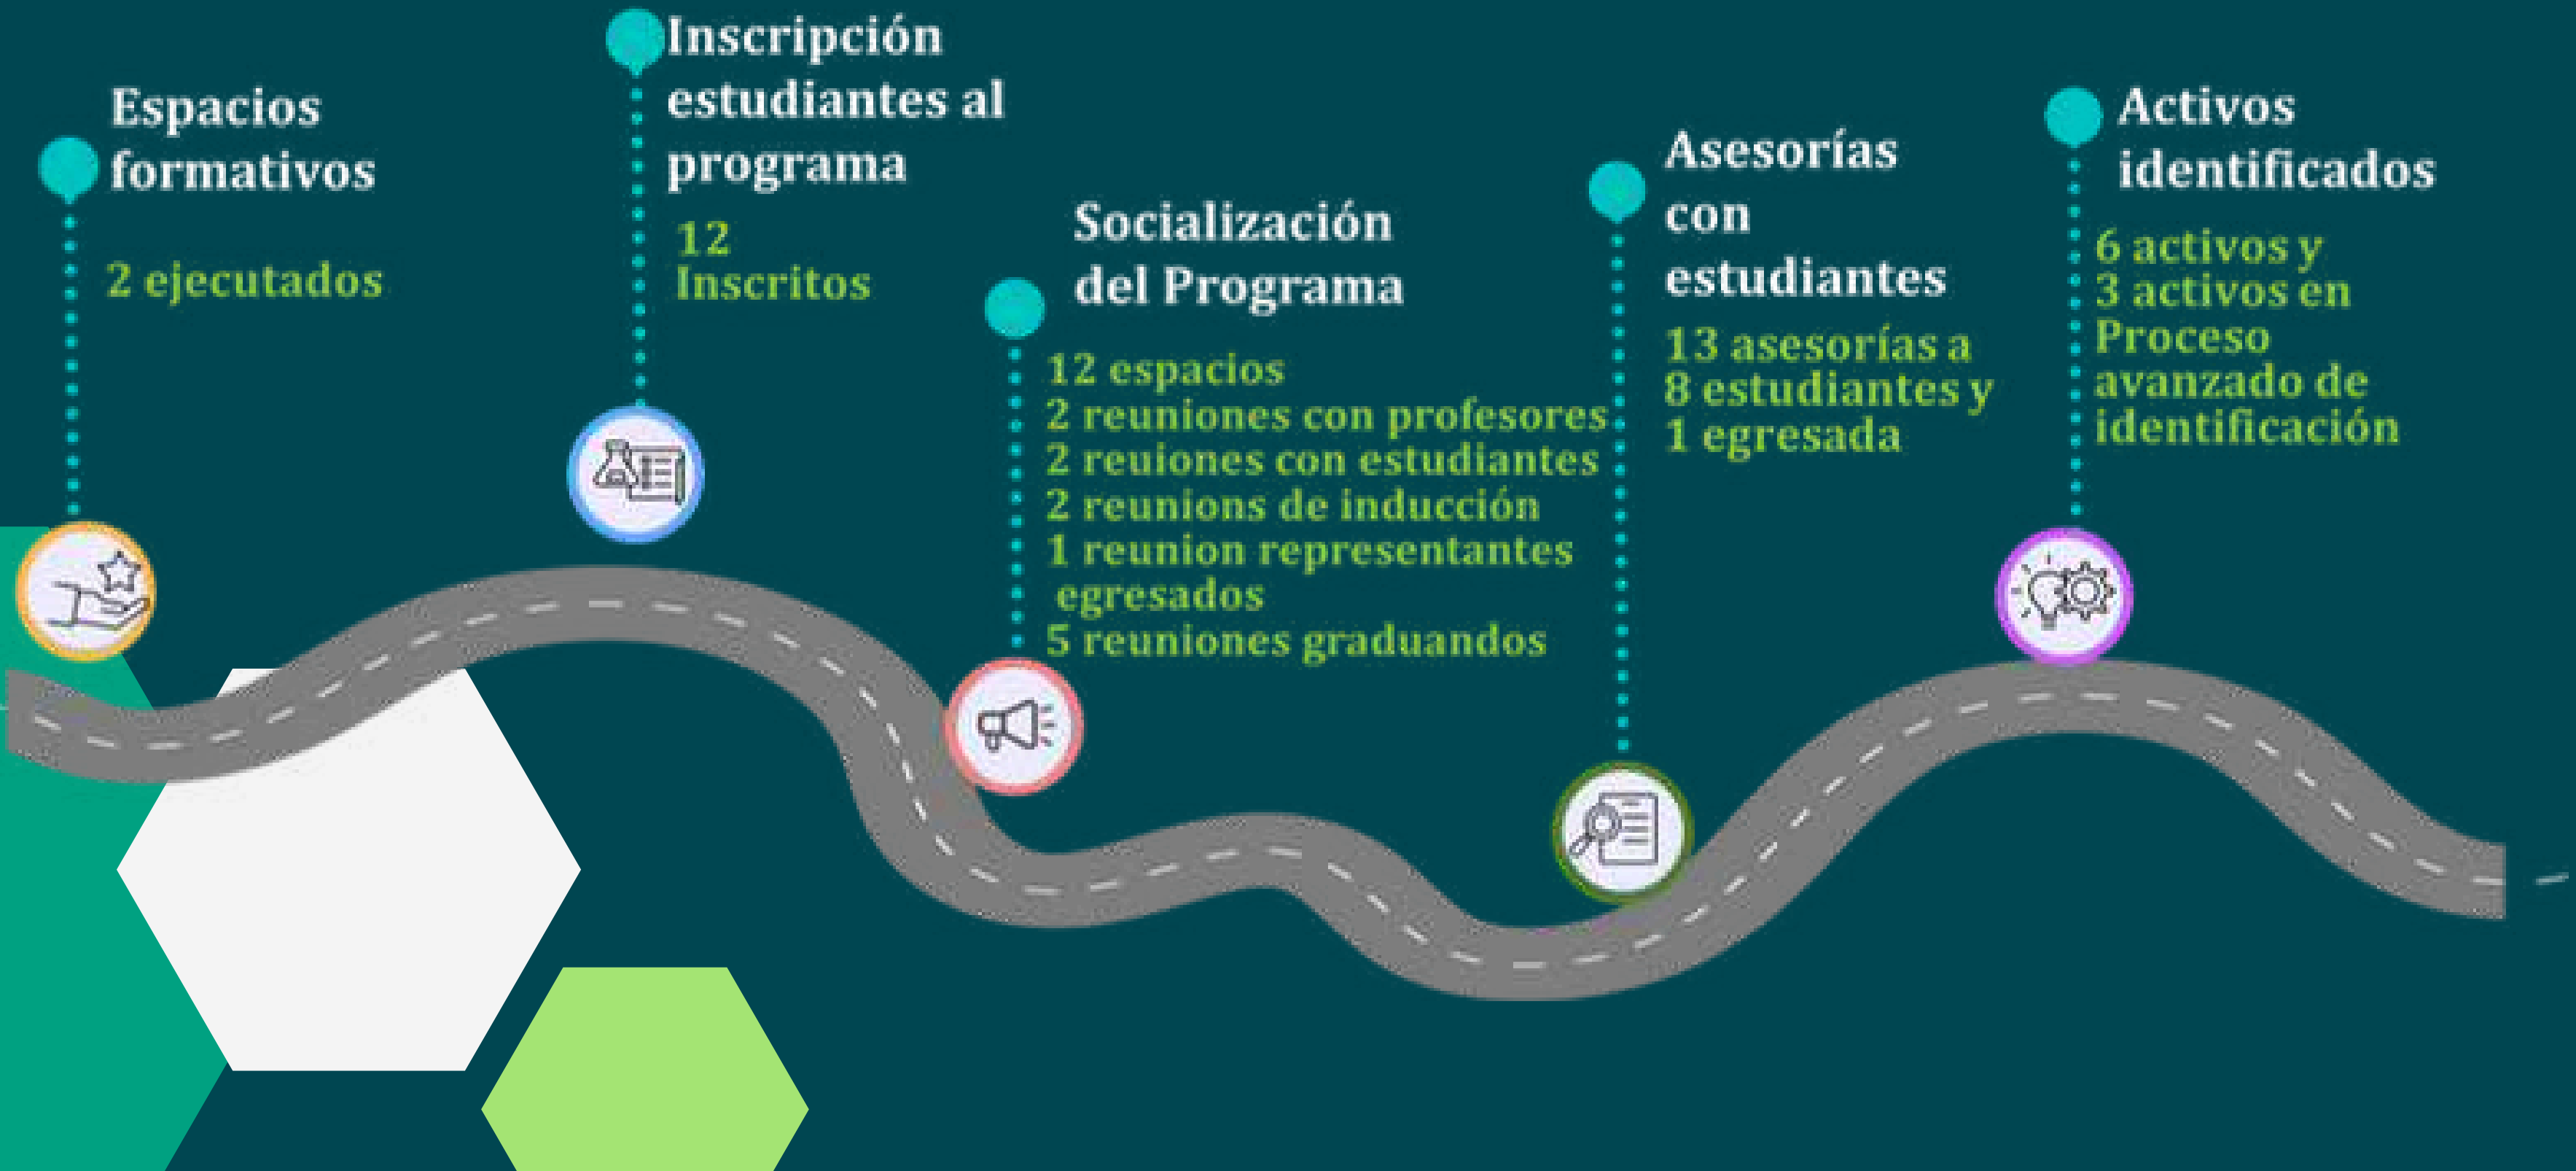 Espacios
formativos
2 ejecutados
Inscripción
estudiantes al
programa
12
Inscritos
Socialización
del Programa
12 espacios
2 reuniones con profesores
2 reuiones con estudiantes
2 reunions de inducción
1 reunion representantes
egresados
5 reuniones graduandos
Asesorías
con
estudiantes
13 asesorías a
8 estudiantes y
1 egresada
Activos
identificados
6 activos y
3 activos en
Proceso
avanzado de
identificación